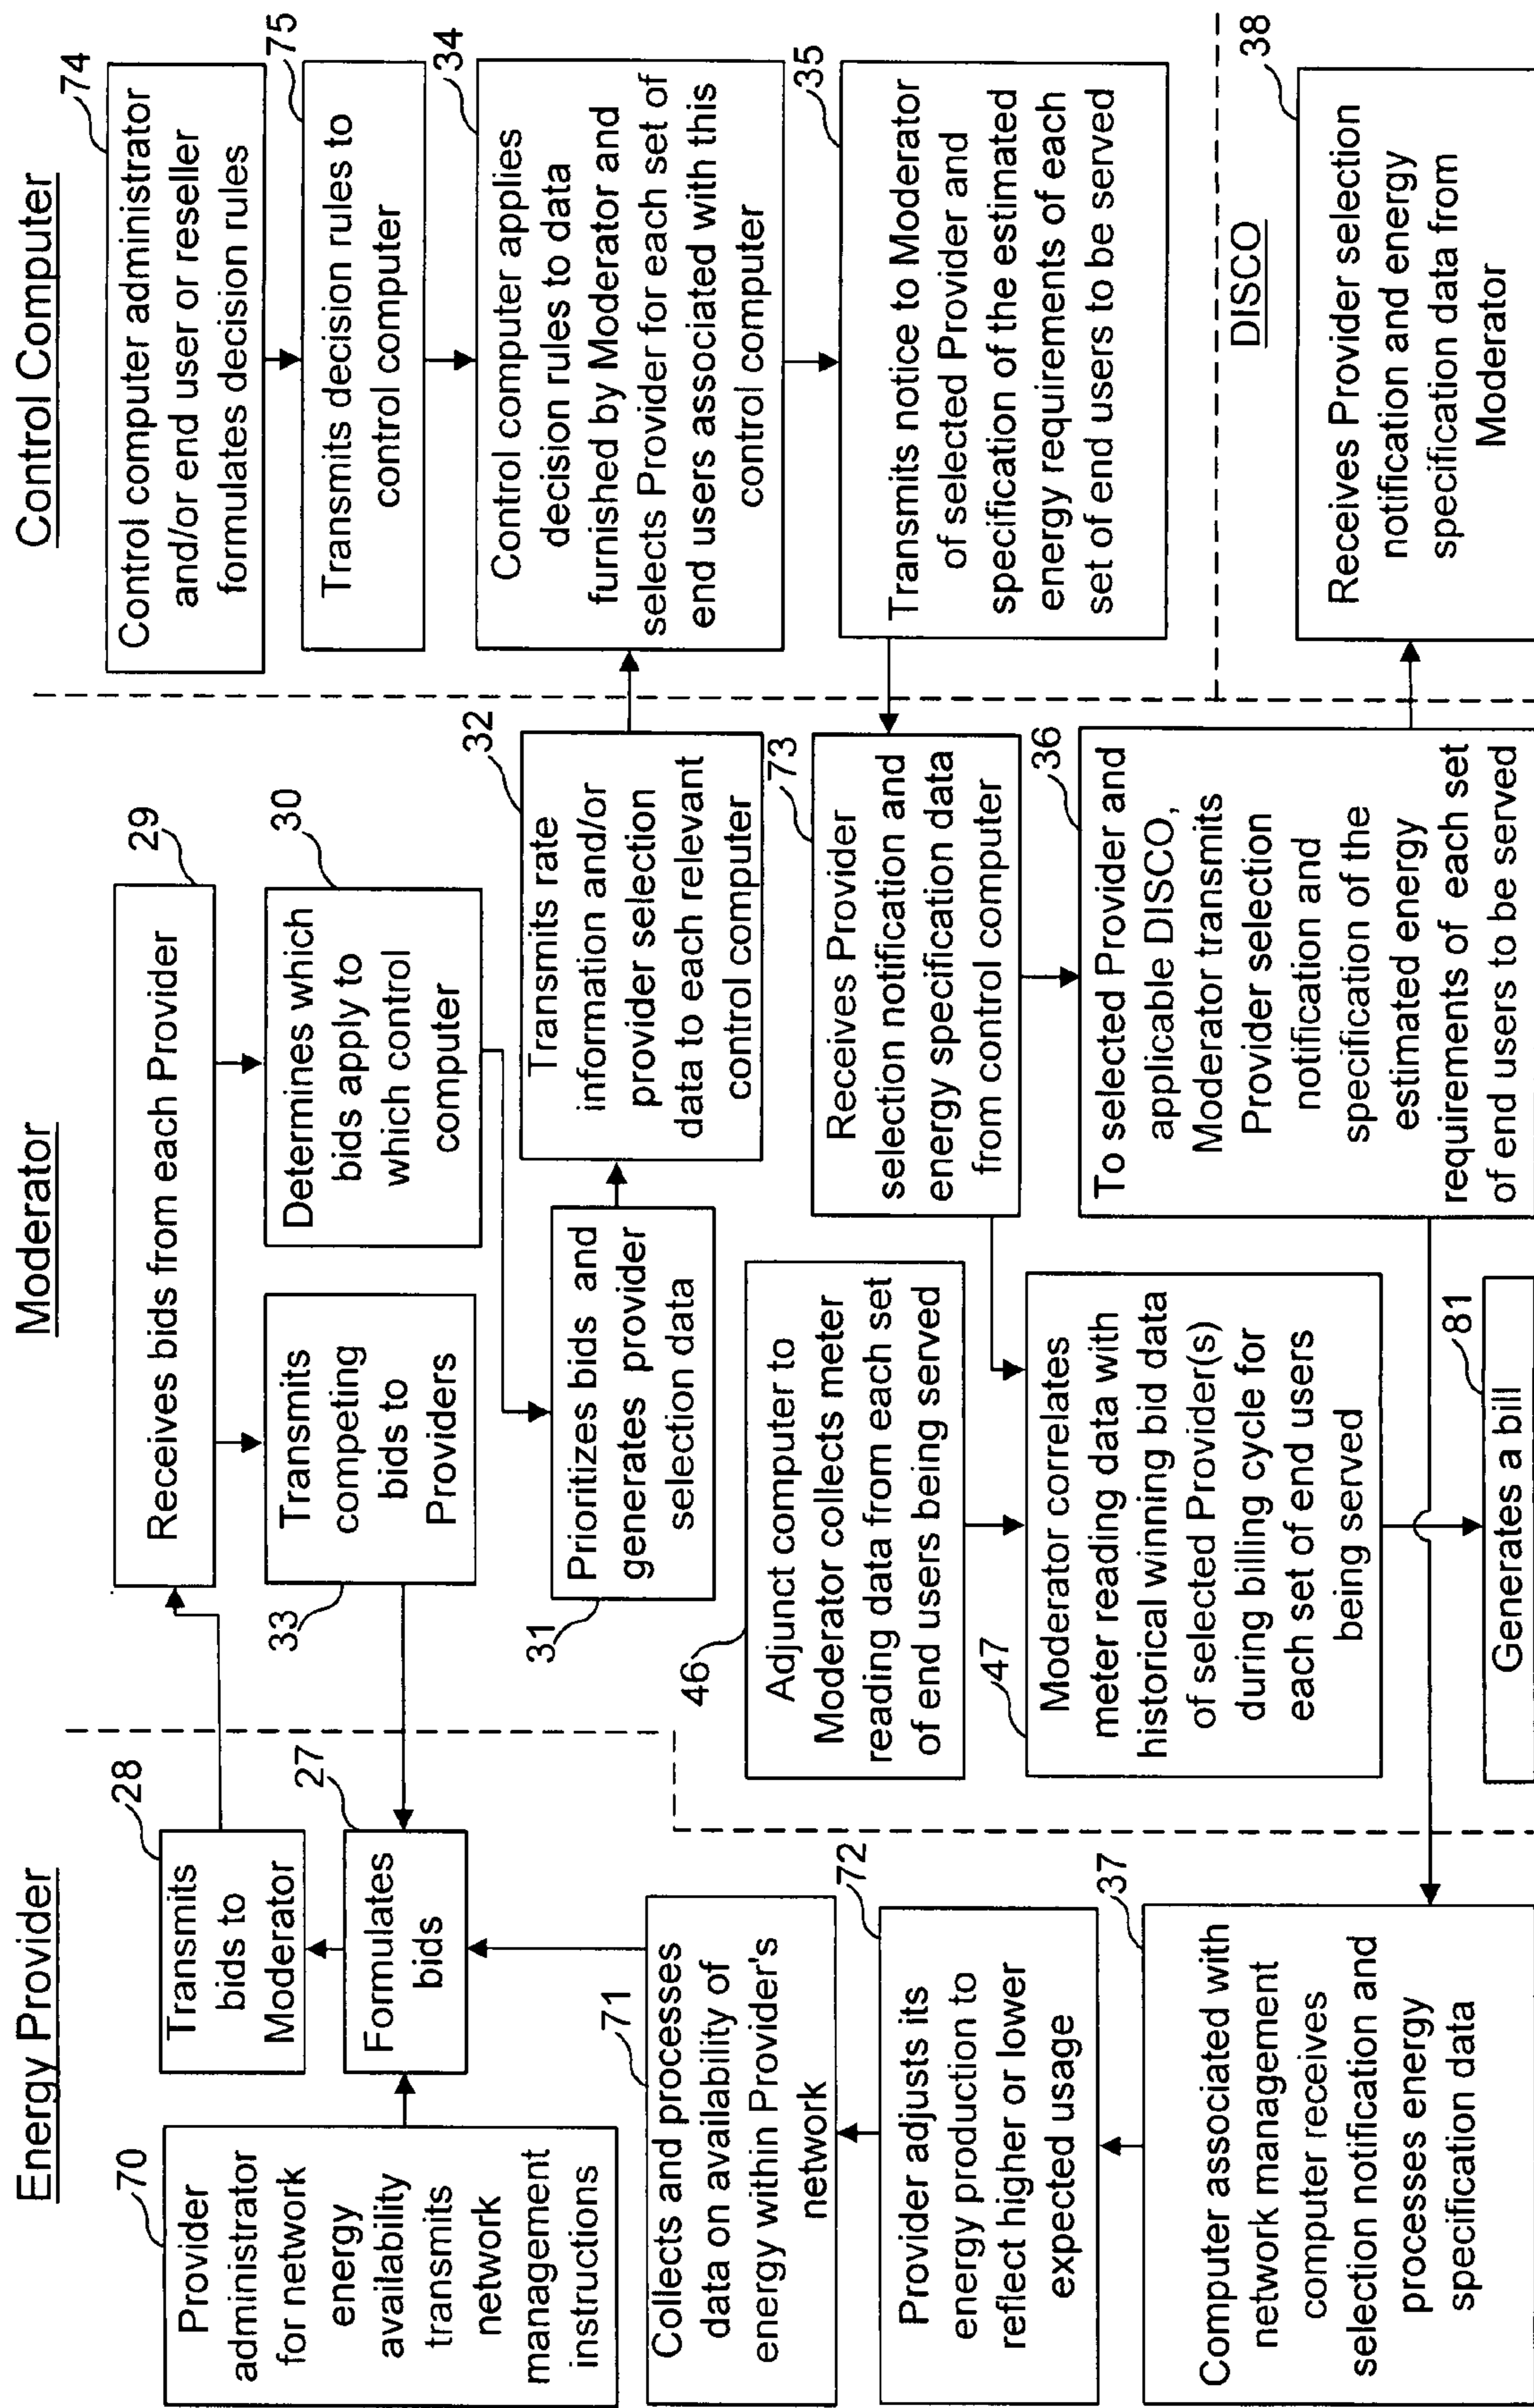 Energy Provider
70
Provider
administrator
for network
energy
availability
transmits
network
management
instructions
28
Transmits
bids to
Moderator
27
Formulates
bids
71
Collects and processes
data on availability of
energy within Provider's
network
72
Provider adjusts its
energy production to
reflect higher or lower
expected usage
37
Computer associated with
network management
computer receives
selection notification and
processes energy
specification data
Moderator
29
Receives bids from each Provider
33
Transmits
competing
bids to
Providers
30
Determines which
bids apply to
which control
computer
31
Prioritizes bids and
generates provider
selection data
32
Transmits rate
information and/or
provider selection
data to each relevant
control computer
46
Adjunct computer to
Moderator collects meter
reading data from each set
of end users being served
73
Receives Provider
selection notification and
energy specification data
from control computer
47
Moderator correlates
meter reading data with
historical winning bid data
of selected Provider(s)
during billing cycle for
each set of end users
being served
36
To selected Provider and
applicable DISCO,
Moderator transmits
Provider selection
notification and
specification of the
estimated energy
requirements of each set
of end users to be served
81
Generates a bill
Control Computer
74
Control computer administrator
and/or end user or reseller
formulates decision rules
75
Transmits decision rules to
control computer
34
Control computer applies
decision rules to data
furnished by Moderator and
selects Provider for each set of
end users associated with this
control computer
35
Transmits notice to Moderator
of selected Provider and
specification of the estimated
energy requirements of each
set of end users to be served
DISCO
38
Receives Provider selection
notification and energy
specification data from
Moderator